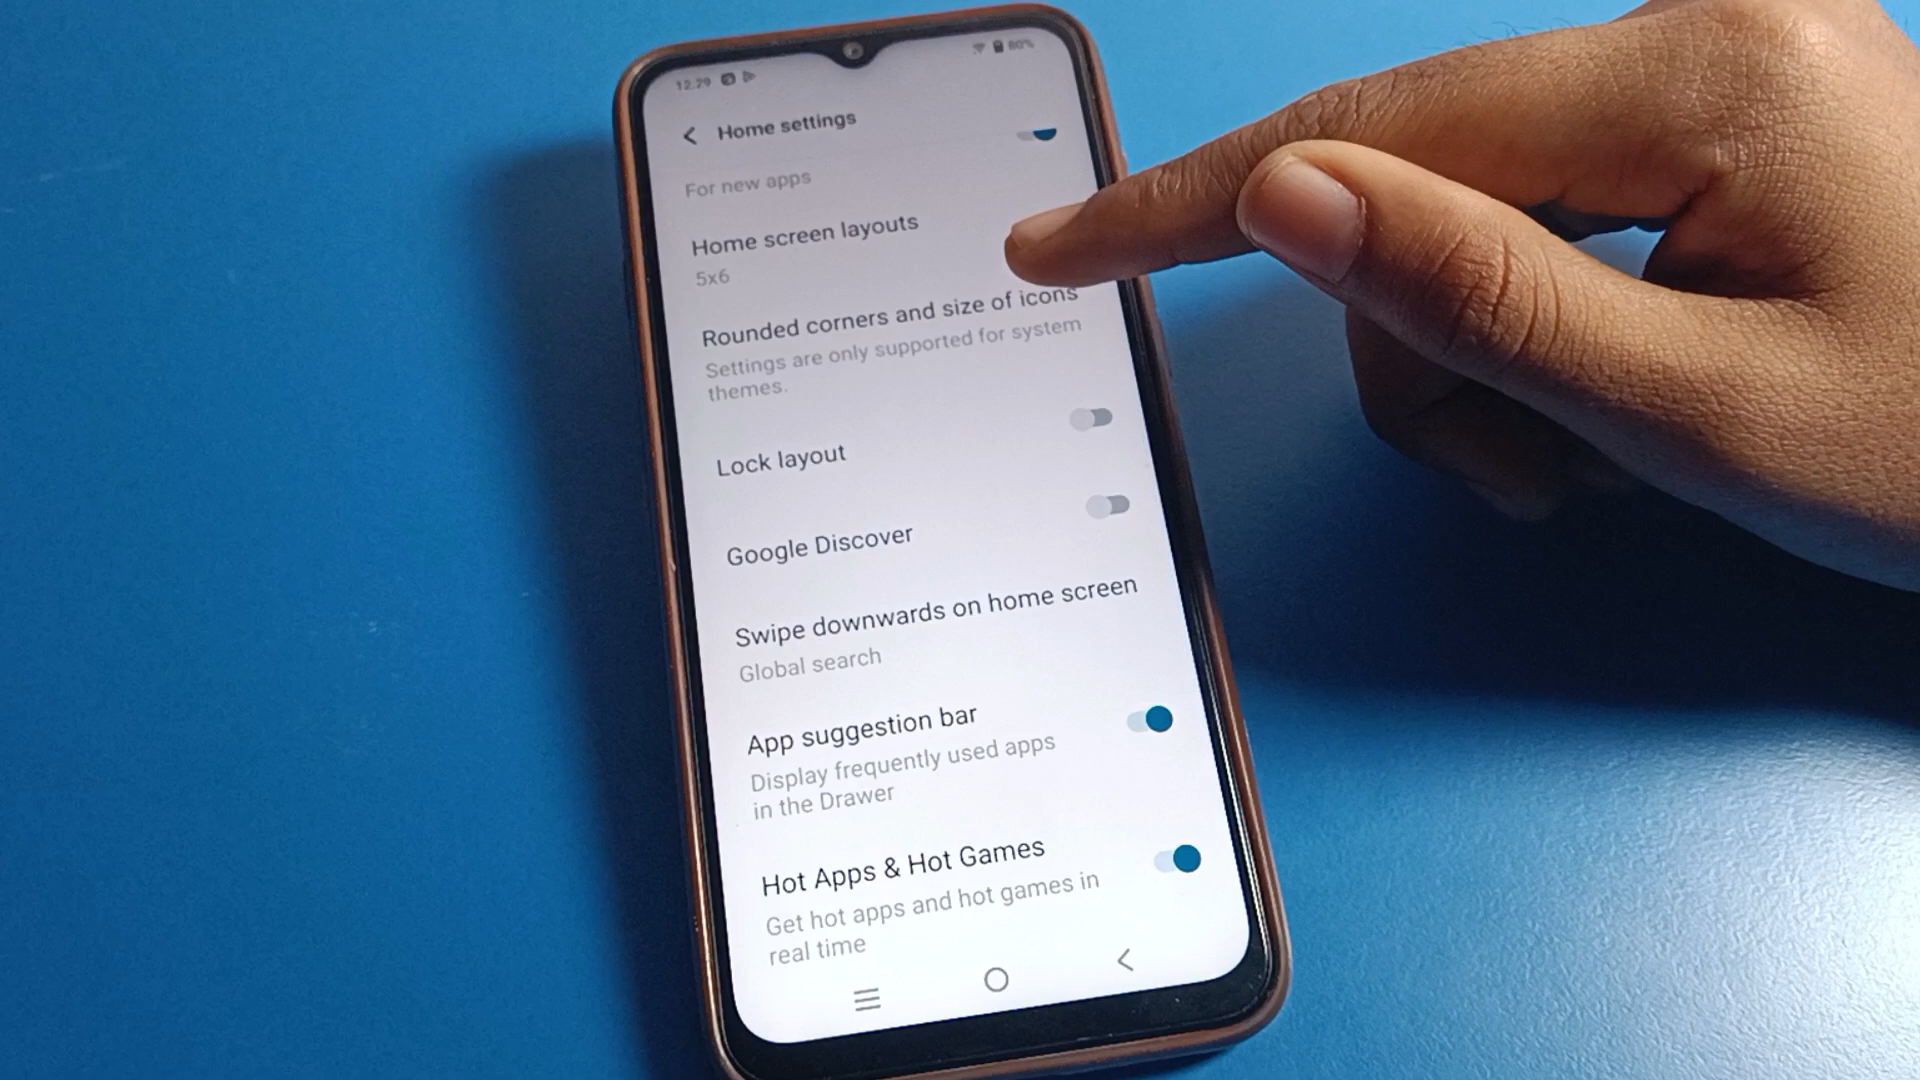 12.29
80%
Home settings
For new apps
Home screen layouts
5x6
Rounded corners and size of icons
Settings are only supported for system
themes.
Lock layout
Google Discover
Swipe downwards on home screen
Global search
App suggestion bar
Display frequently used apps
in the Drawer
Hot Apps & Hot Games
Get hot apps and hot games in
real time